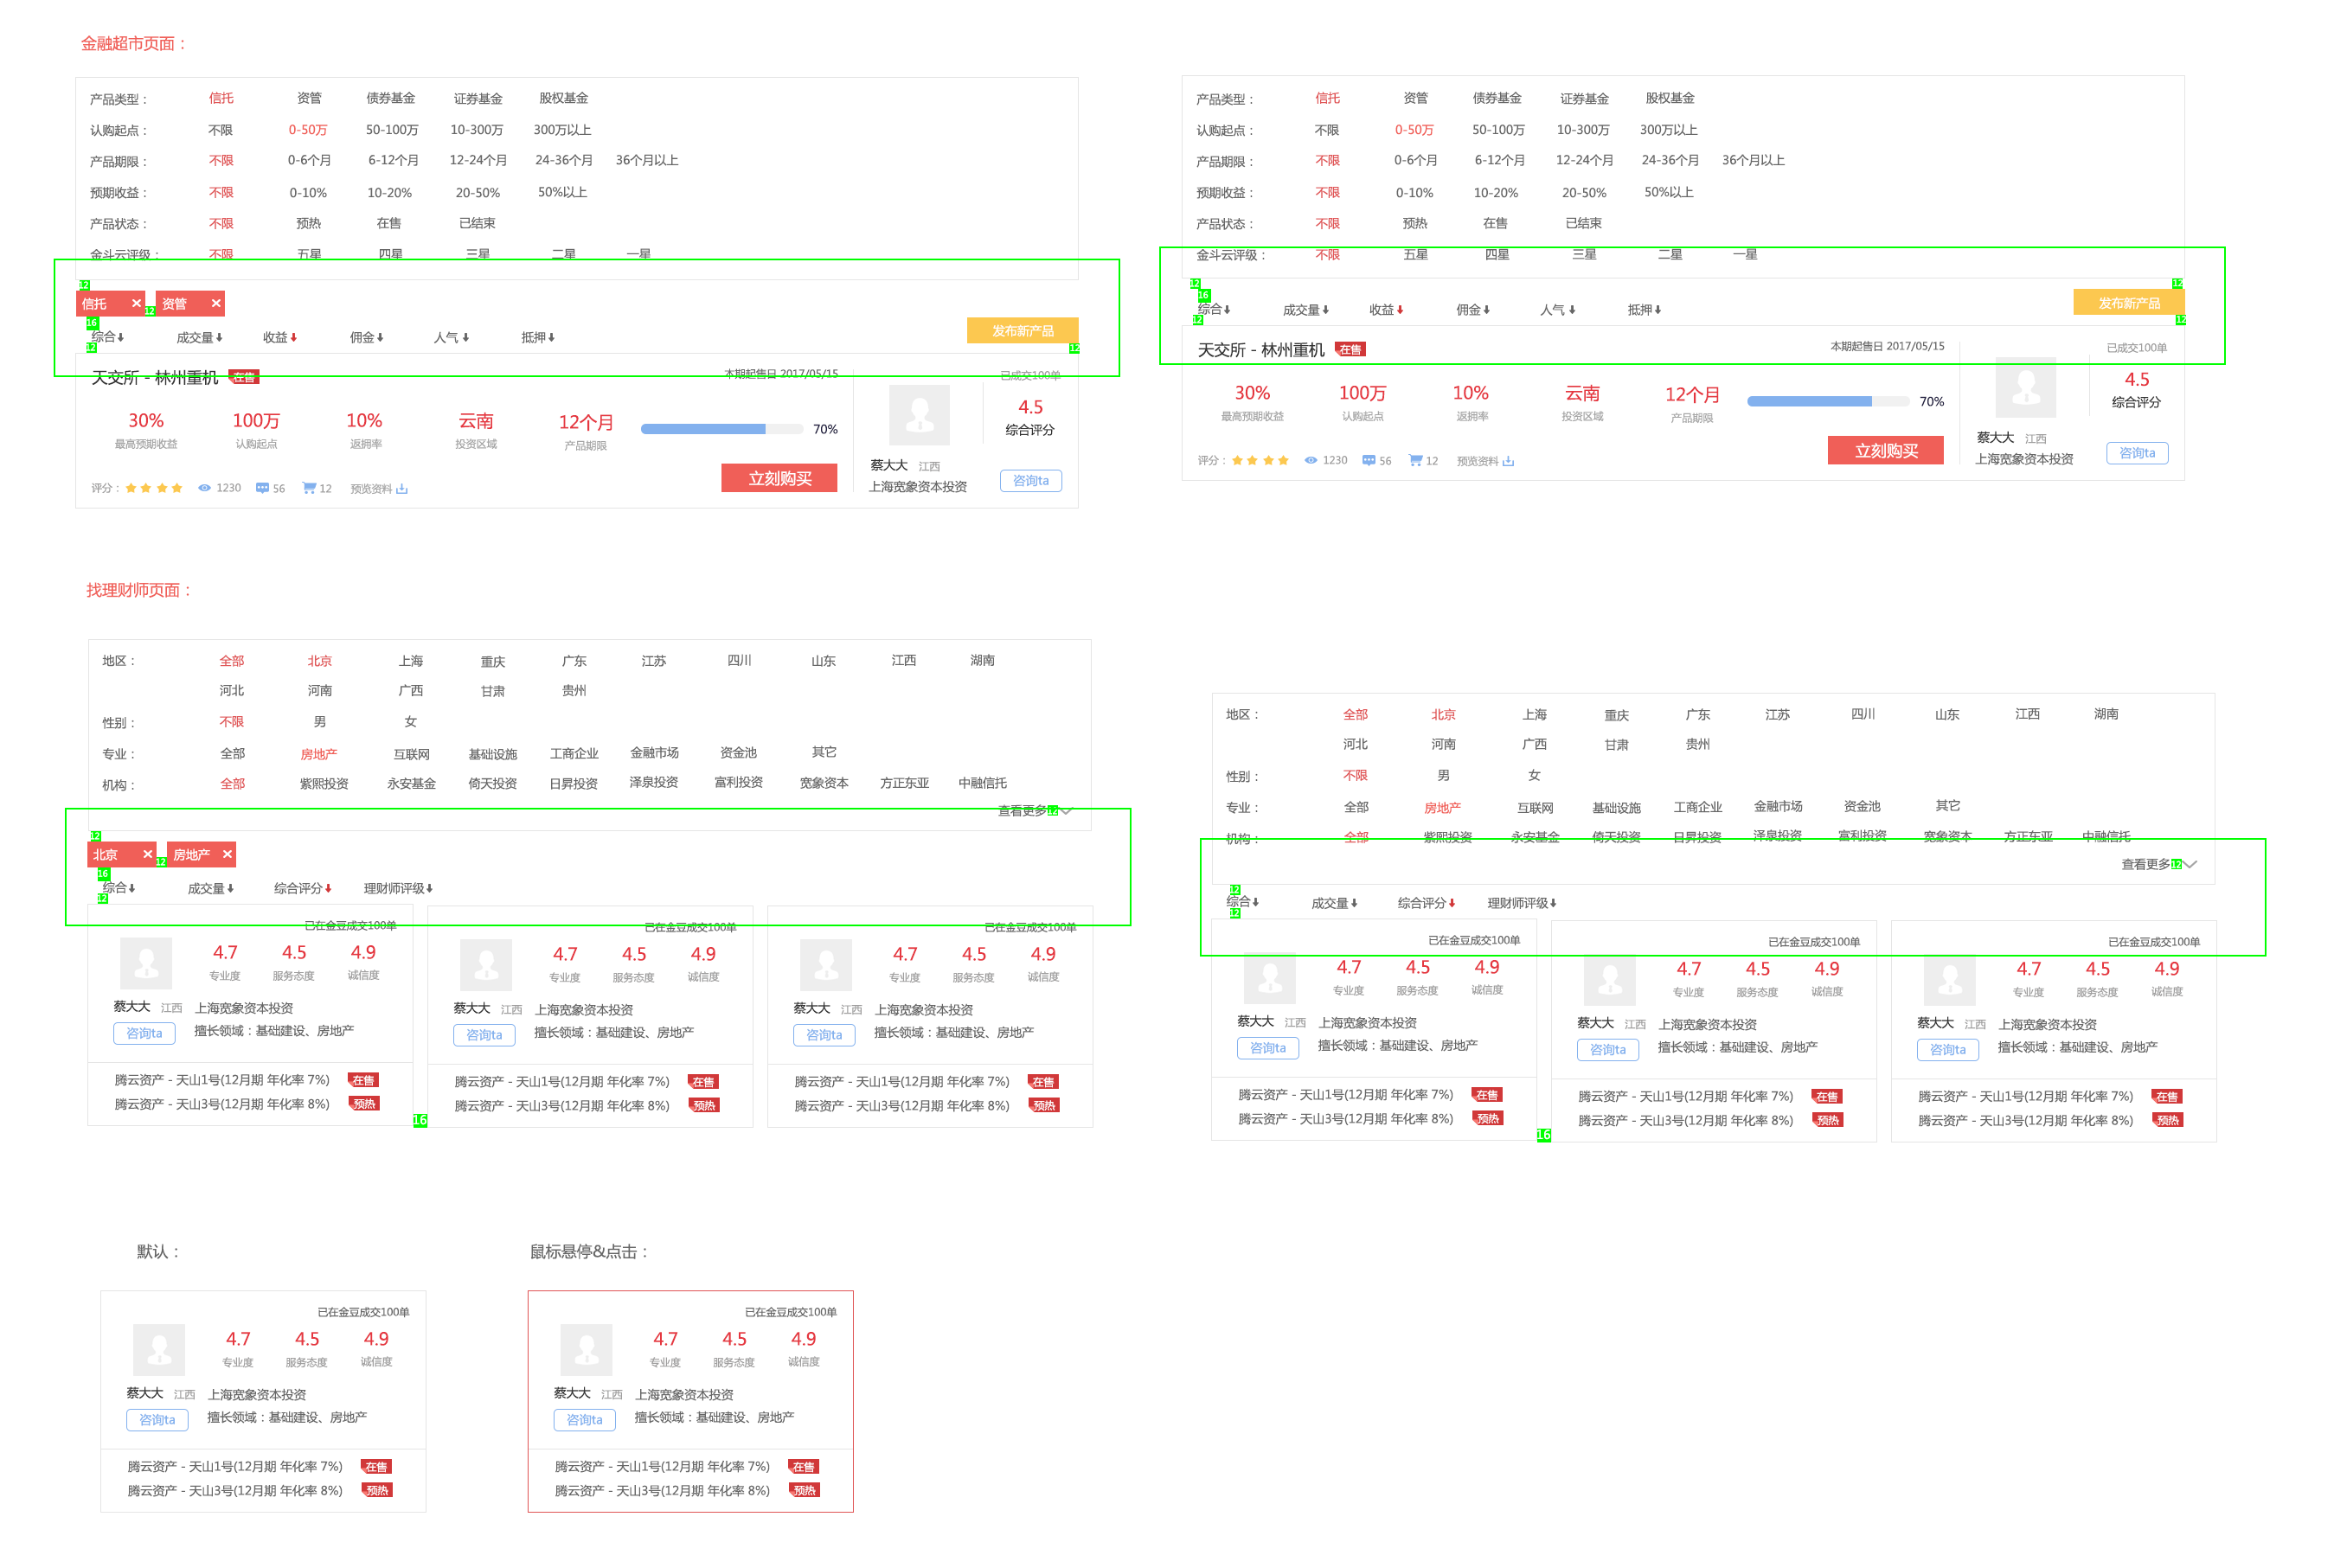 金融超市页面：
产品类型： 信托 资管 债券基金 证券基金 股权基金
认购起点： 不限 0-50万 50-100万 10-300万 300万以上
产品期限： 不限 0-6个月 6-12个月 12-24个月 24-36个月 36个月以上
预期收益： 不限 0-10% 10-20% 20-50% 50%以上
产品状态： 不限 预热 在售 已结束
金斗云评级： 不限 五星 四星 三星 二星 一星
12
信托 × 12 资管 ×
16
综合 成交量 收益 佣金 人气 抵押 发布新产品
12 12
天交所 - 林州重机 在售 本期起售日 2017/05/15 已成交100单
30% 100万 10% 云南 12个月 70% 4.5
最高预期收益 认购起点 返拥率 投资区域 产品期限 综合评分
蔡大大 江西
评分： 1230 56 12 预览资料 立刻购买 上海宽象资本投资 咨询ta
产品类型： 信托 资管 债券基金 证券基金 股权基金
认购起点： 不限 0-50万 50-100万 10-300万 300万以上
产品期限： 不限 0-6个月 6-12个月 12-24个月 24-36个月 36个月以上
预期收益： 不限 0-10% 10-20% 20-50% 50%以上
产品状态： 不限 预热 在售 已结束
金斗云评级： 不限 五星 四星 三星 二星 一星
12 12
16
综合 成交量 收益 佣金 人气 抵押 发布新产品
12 12
天交所 - 林州重机 在售 本期起售日 2017/05/15 已成交100单
30% 100万 10% 云南 12个月 70% 4.5
最高预期收益 认购起点 返拥率 投资区域 产品期限 综合评分
蔡大大 江西
评分： 1230 56 12 预览资料 立刻购买 上海宽象资本投资 咨询ta
找理财师页面：
地区： 全部 北京 上海 重庆 广东 江苏 四川 山东 江西 湖南
河北 河南 广西 甘肃 贵州
性别： 不限 男 女
专业： 全部 房地产 互联网 基础设施 工商企业 金融市场 资金池 其它
机构： 全部 紫熙投资 永安基金 倚天投资 日昇投资 泽泉投资 富利投资 宽象资本 方正东亚 中融信托
查看更多 12
12
北京 × 12 房地产 ×
16
综合 成交量 综合评分 理财师评级
12
已在金豆成交100单 已在金豆成交100单 已在金豆成交100单
4.7 4.5 4.9 4.7 4.5 4.9 4.7 4.5 4.9
专业度 服务态度 诚信度 专业度 服务态度 诚信度 专业度 服务态度 诚信度
蔡大大 江西 上海宽象资本投资 蔡大大 江西 上海宽象资本投资 蔡大大 江西 上海宽象资本投资
咨询ta 擅长领域：基础建设、房地产 咨询ta 擅长领域：基础建设、房地产 咨询ta 擅长领域：基础建设、房地产
腾云资产 - 天山1号(12月期 年化率 7%) 在售 腾云资产 - 天山1号(12月期 年化率 7%) 在售 腾云资产 - 天山1号(12月期 年化率 7%) 在售
腾云资产 - 天山3号(12月期 年化率 8%) 预热 腾云资产 - 天山3号(12月期 年化率 8%) 预热 腾云资产 - 天山3号(12月期 年化率 8%) 预热
16
地区： 全部 北京 上海 重庆 广东 江苏 四川 山东 江西 湖南
河北 河南 广西 甘肃 贵州
性别： 不限 男 女
专业： 全部 房地产 互联网 基础设施 工商企业 金融市场 资金池 其它
机构： 全部 紫熙投资 永安基金 倚天投资 日昇投资 泽泉投资 富利投资 宽象资本 方正东亚 中融信托
查看更多 12
12
综合 成交量 综合评分 理财师评级
12
已在金豆成交100单 已在金豆成交100单 已在金豆成交100单
4.7 4.5 4.9 4.7 4.5 4.9 4.7 4.5 4.9
专业度 服务态度 诚信度 专业度 服务态度 诚信度 专业度 服务态度 诚信度
蔡大大 江西 上海宽象资本投资 蔡大大 江西 上海宽象资本投资 蔡大大 江西 上海宽象资本投资
咨询ta 擅长领域：基础建设、房地产 咨询ta 擅长领域：基础建设、房地产 咨询ta 擅长领域：基础建设、房地产
腾云资产 - 天山1号(12月期 年化率 7%) 在售 腾云资产 - 天山1号(12月期 年化率 7%) 在售 腾云资产 - 天山1号(12月期 年化率 7%) 在售
腾云资产 - 天山3号(12月期 年化率 8%) 预热 腾云资产 - 天山3号(12月期 年化率 8%) 预热 腾云资产 - 天山3号(12月期 年化率 8%) 预热
16
默认：
已在金豆成交100单
4.7 4.5 4.9
专业度 服务态度 诚信度
蔡大大 江西 上海宽象资本投资
咨询ta 擅长领域：基础建设、房地产
腾云资产 - 天山1号(12月期 年化率 7%) 在售
腾云资产 - 天山3号(12月期 年化率 8%) 预热
鼠标悬停&点击：
已在金豆成交100单
4.7 4.5 4.9
专业度 服务态度 诚信度
蔡大大 江西 上海宽象资本投资
咨询ta 擅长领域：基础建设、房地产
腾云资产 - 天山1号(12月期 年化率 7%) 在售
腾云资产 - 天山3号(12月期 年化率 8%) 预热